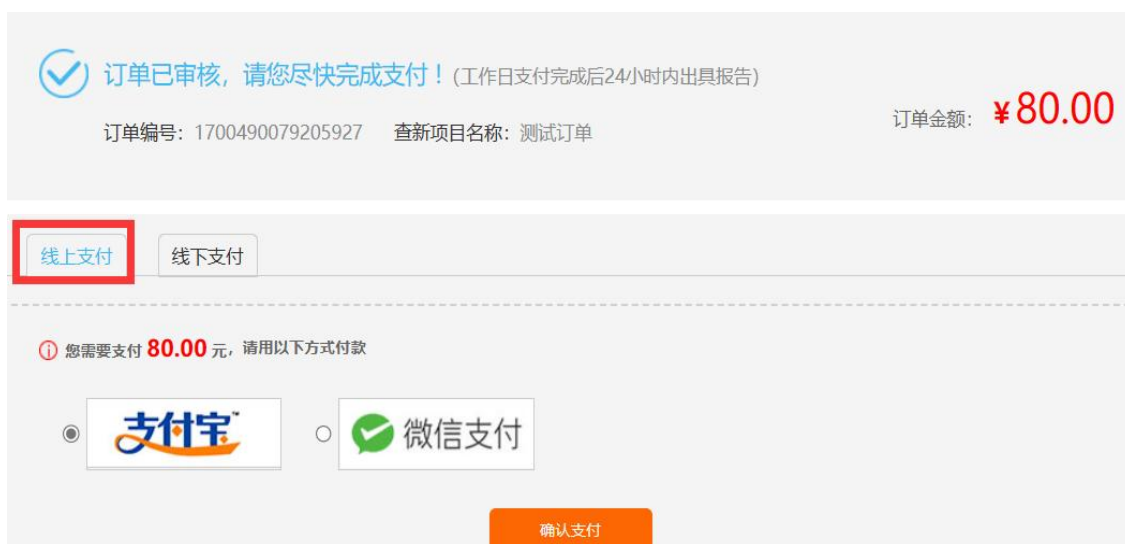 订单已审核，请您尽快完成支付！(工作日支付完成后24小时内出具报告)
订单编号：1700490079205927 查新项目名称：测试订单
订单金额：¥80.00
线上支付 线下支付
您需要支付 80.00 元，请用以下方式付款
支付宝™ 微信支付
确认支付